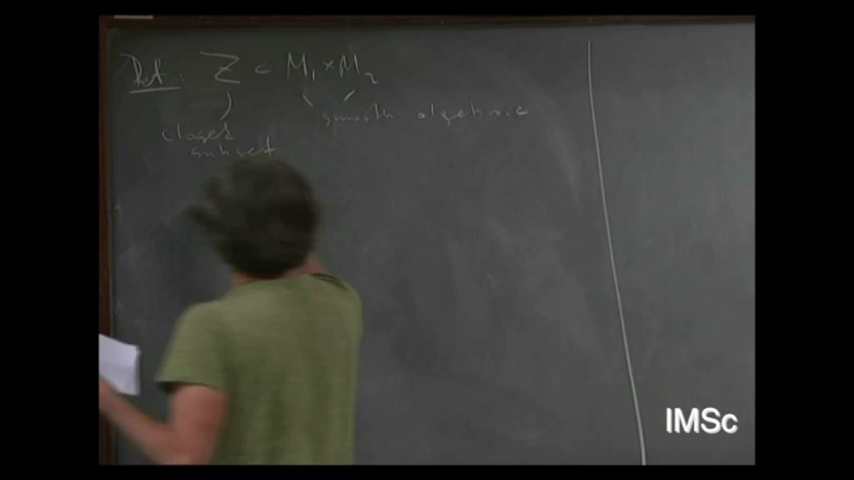 Def: Z ⊂ M₁ × M₂
smooth algebraic
closed
subset
IMSc